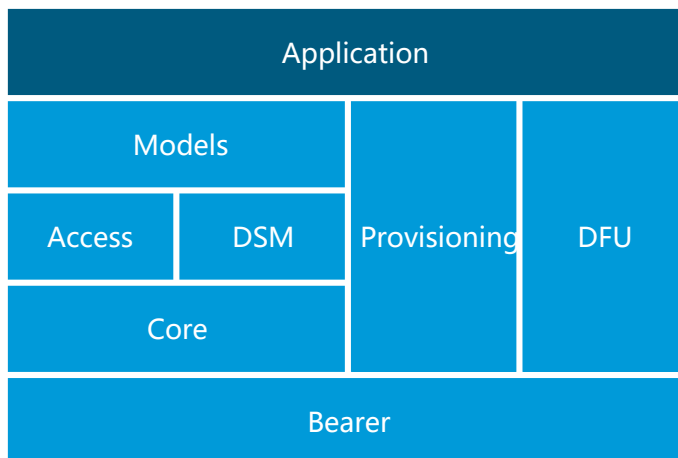 Application
Models
Access
DSM
Provisioning
DFU
Core
Bearer